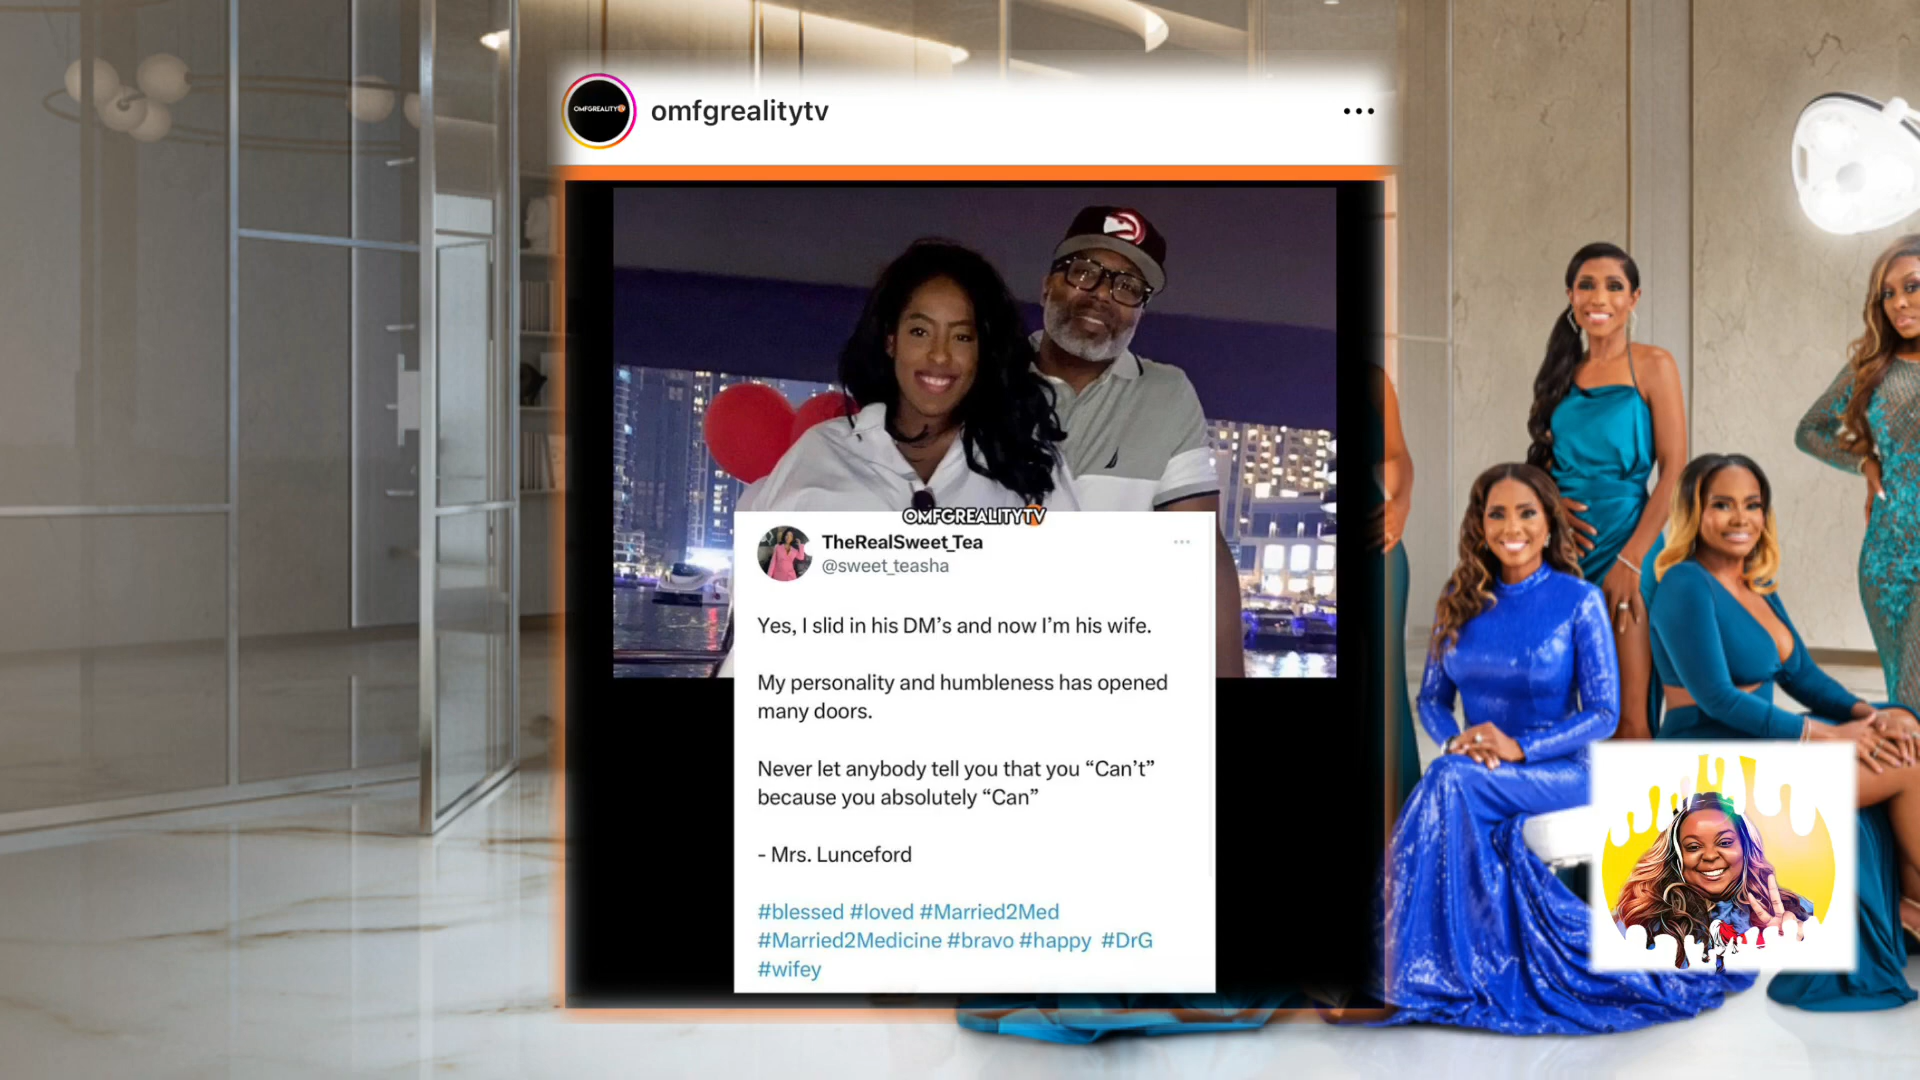 OMFGREALITYTV
omfgrealitytv
OMFGREALITYTV
TheRealSweet_Tea
@sweet_teasha
Yes, I slid in his DM’s and now I’m his wife.
My personality and humbleness has opened
many doors.
Never let anybody tell you that you “Can’t”
because you absolutely “Can”
- Mrs. Lunceford
#blessed #loved #Married2Med
#Married2Medicine #bravo #happy #DrG
#wifey